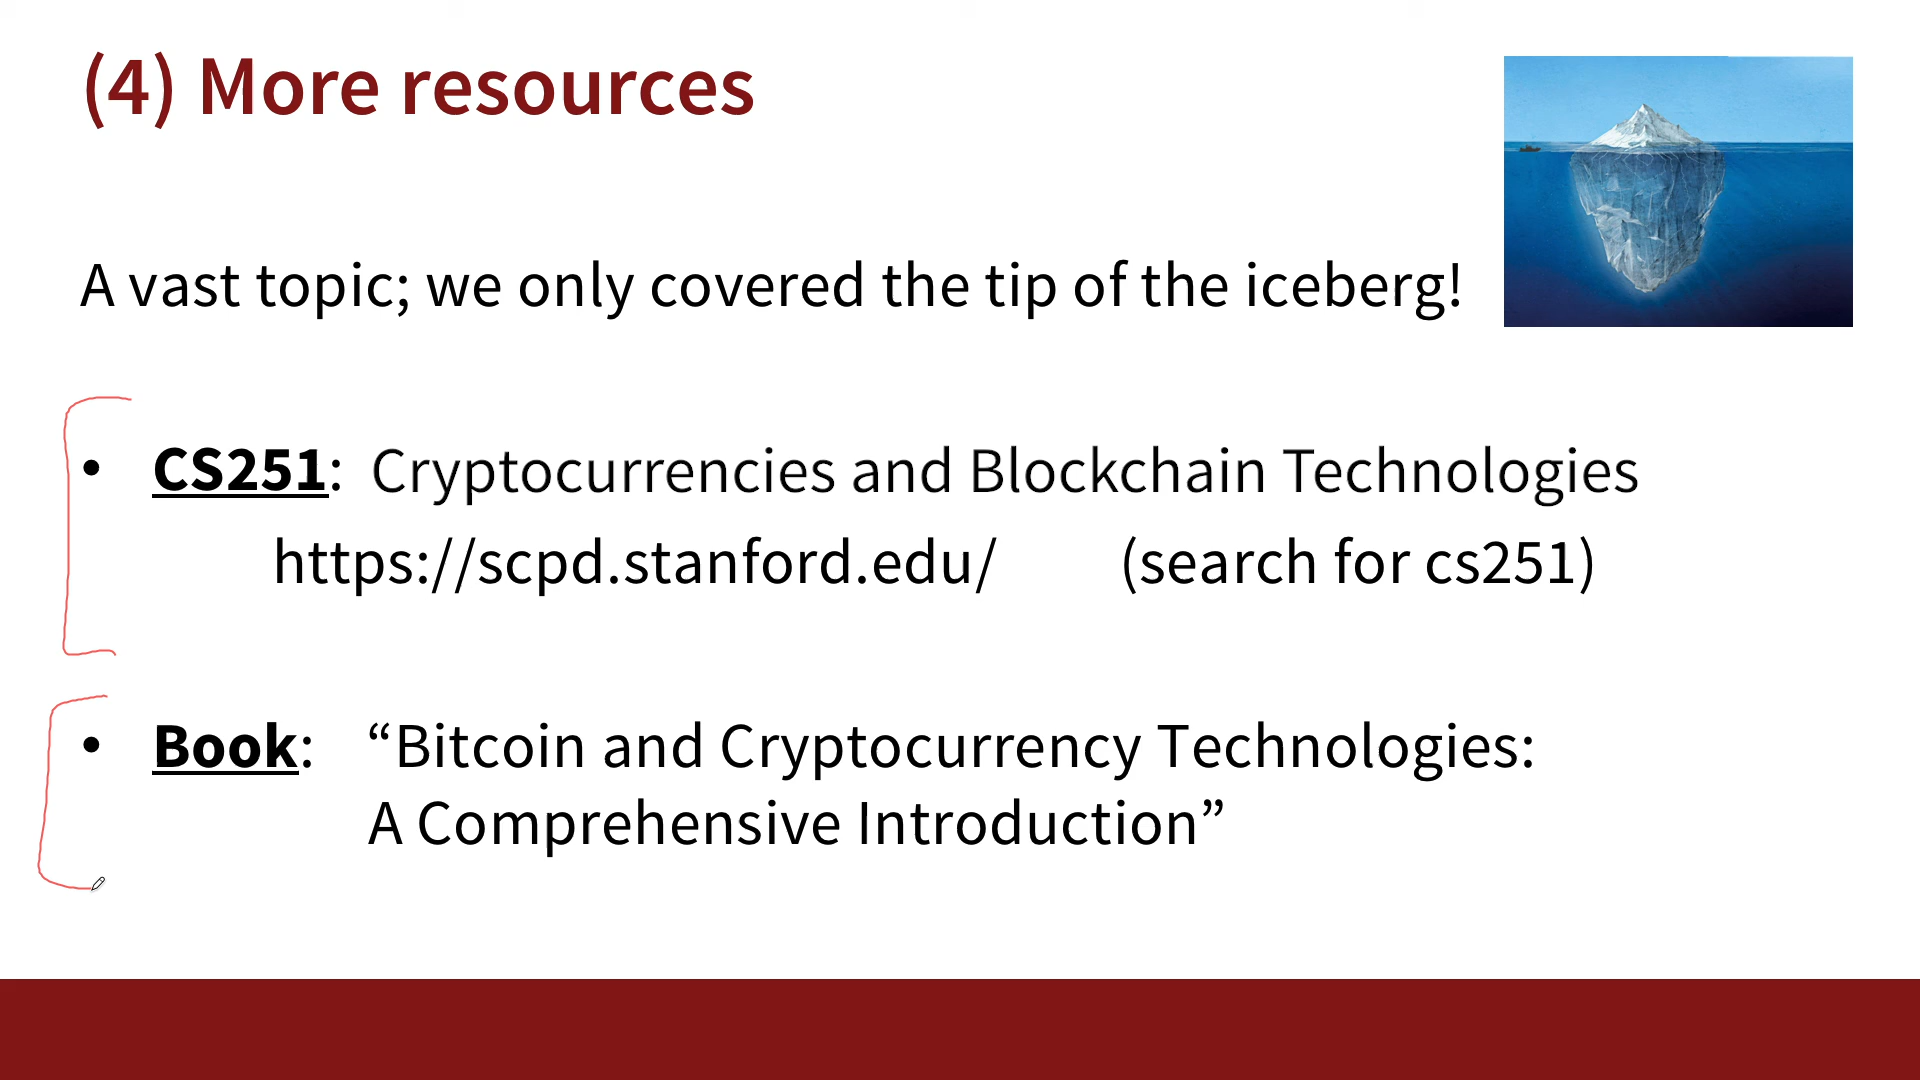 (4) More resources
A vast topic; we only covered the tip of the iceberg!
• CS251: Cryptocurrencies and Blockchain Technologies
https://scpd.stanford.edu/ (search for cs251)
• Book: “Bitcoin and Cryptocurrency Technologies:
A Comprehensive Introduction”